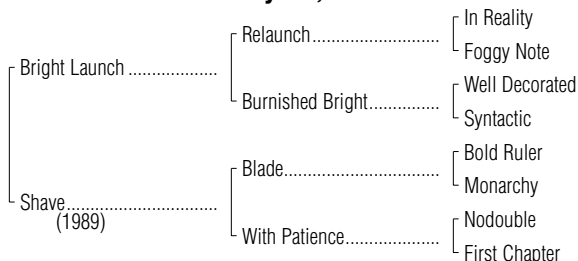 In Reality
Relaunch
Foggy Note
Bright Launch
Well Decorated
Burnished Bright
Syntactic
Bold Ruler
Blade
Monarchy
Shave
(1989)
Nodouble
With Patience
First Chapter